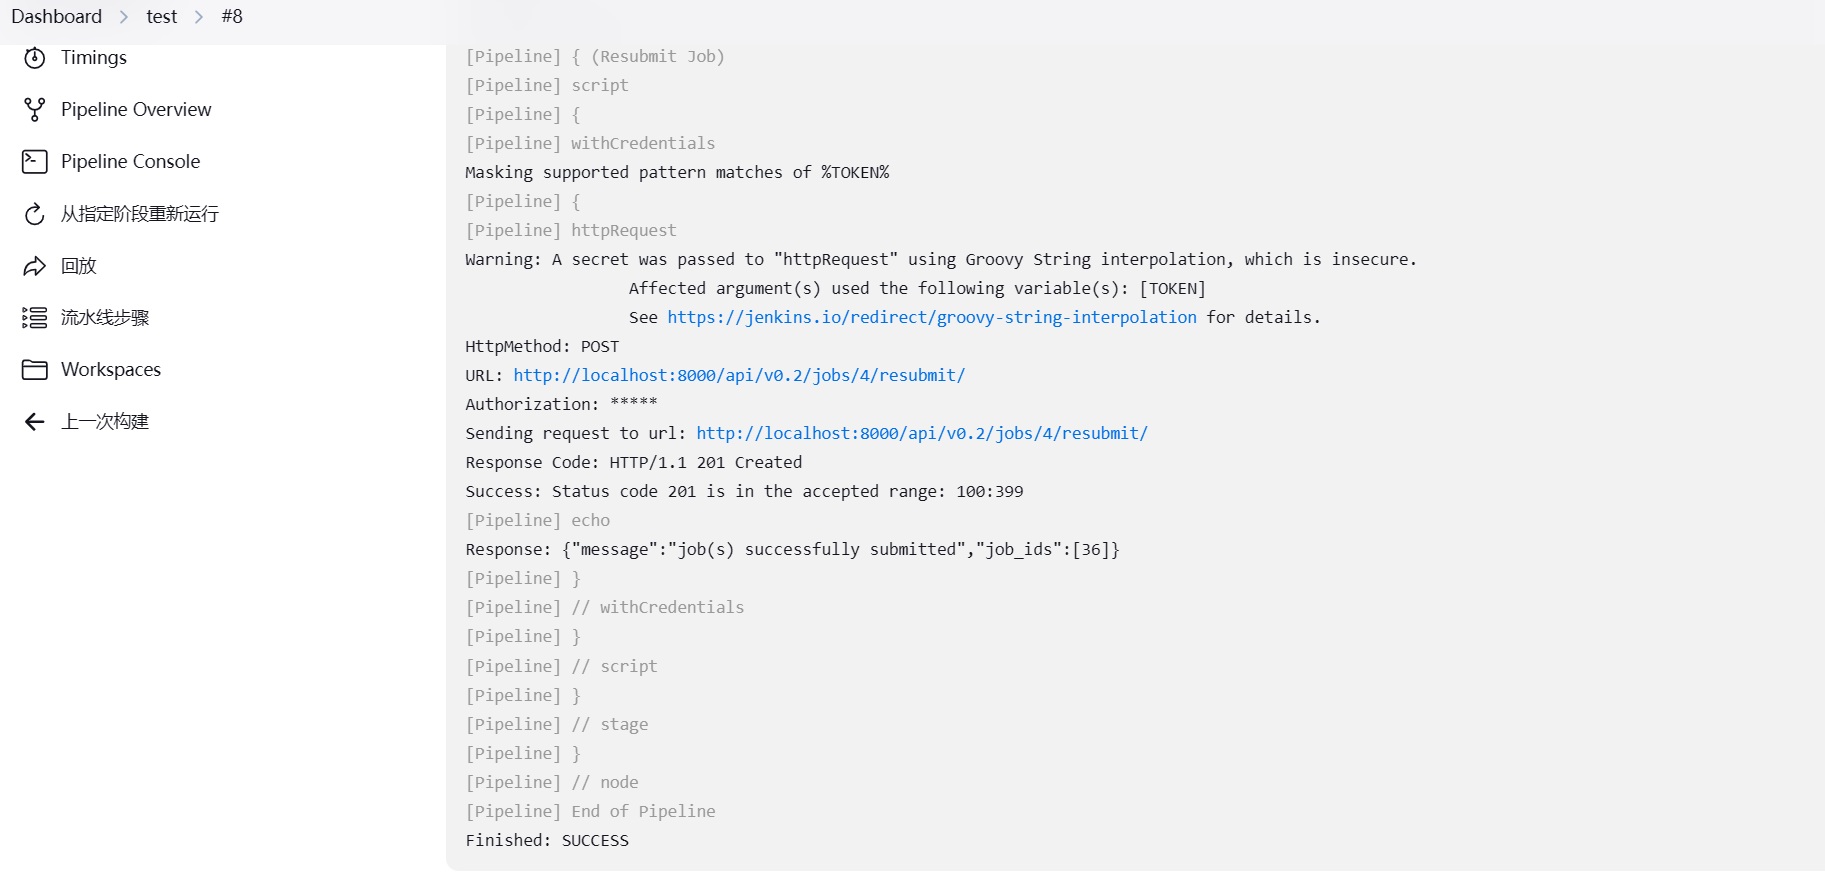 Dashboard > test > #8
Timings
Pipeline Overview
Pipeline Console
从指定阶段重新运行
回放
流水线步骤
Workspaces
上一次构建
[Pipeline] { (Resubmit Job)
[Pipeline] script
[Pipeline] {
[Pipeline] withCredentials
Masking supported pattern matches of %TOKEN%
[Pipeline] {
[Pipeline] httpRequest
Warning: A secret was passed to "httpRequest" using Groovy String interpolation, which is insecure.
Affected argument(s) used the following variable(s): [TOKEN]
See https://jenkins.io/redirect/groovy-string-interpolation for details.
HttpMethod: POST
URL: http://localhost:8000/api/v0.2/jobs/4/resubmit/
Authorization: *****
Sending request to url: http://localhost:8000/api/v0.2/jobs/4/resubmit/
Response Code: HTTP/1.1 201 Created
Success: Status code 201 is in the accepted range: 100:399
[Pipeline] echo
Response: {"message":"job(s) successfully submitted","job_ids":[36]}
[Pipeline] }
[Pipeline] // withCredentials
[Pipeline] }
[Pipeline] // script
[Pipeline] }
[Pipeline] // stage
[Pipeline] }
[Pipeline] // node
[Pipeline] End of Pipeline
Finished: SUCCESS